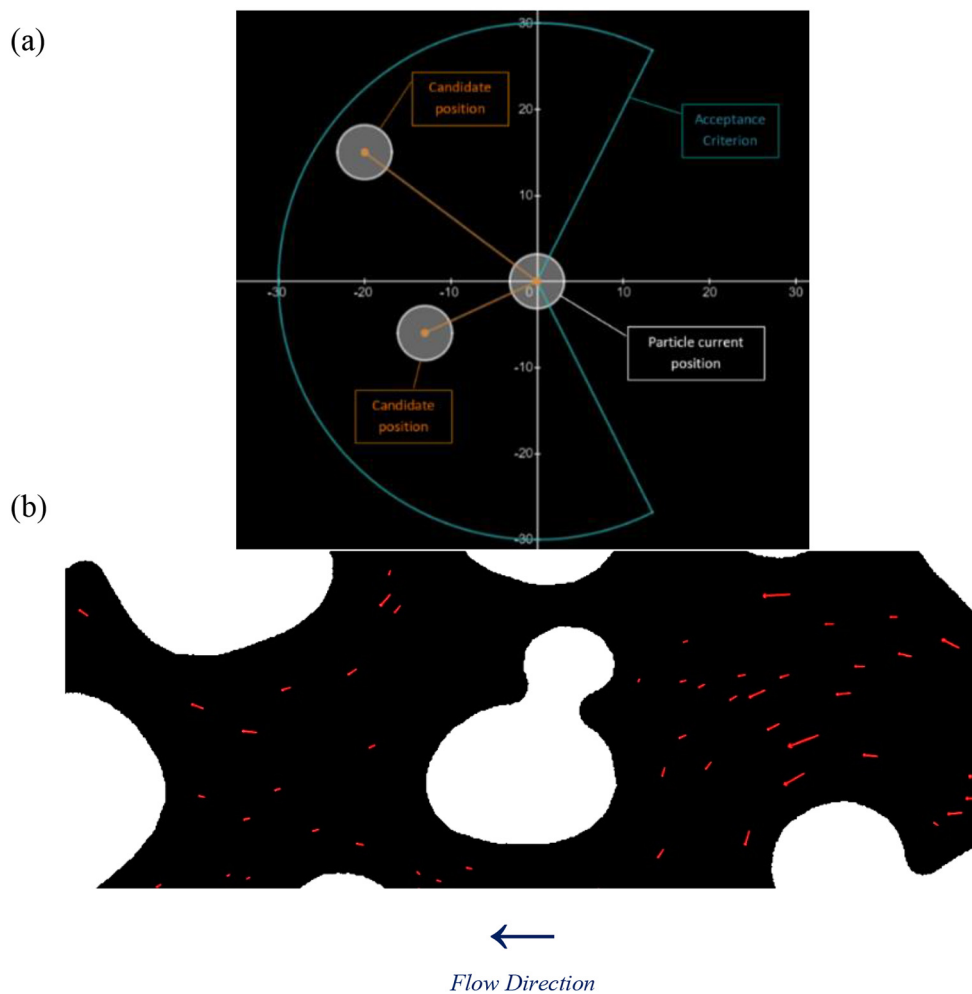 (a)
30
Candidate
position
20
Acceptance
Criterion
10
-30
-20
-10
0
10
20
30
Particle current
position
-10
Candidate
position
-20
-30
(b)
Flow Direction